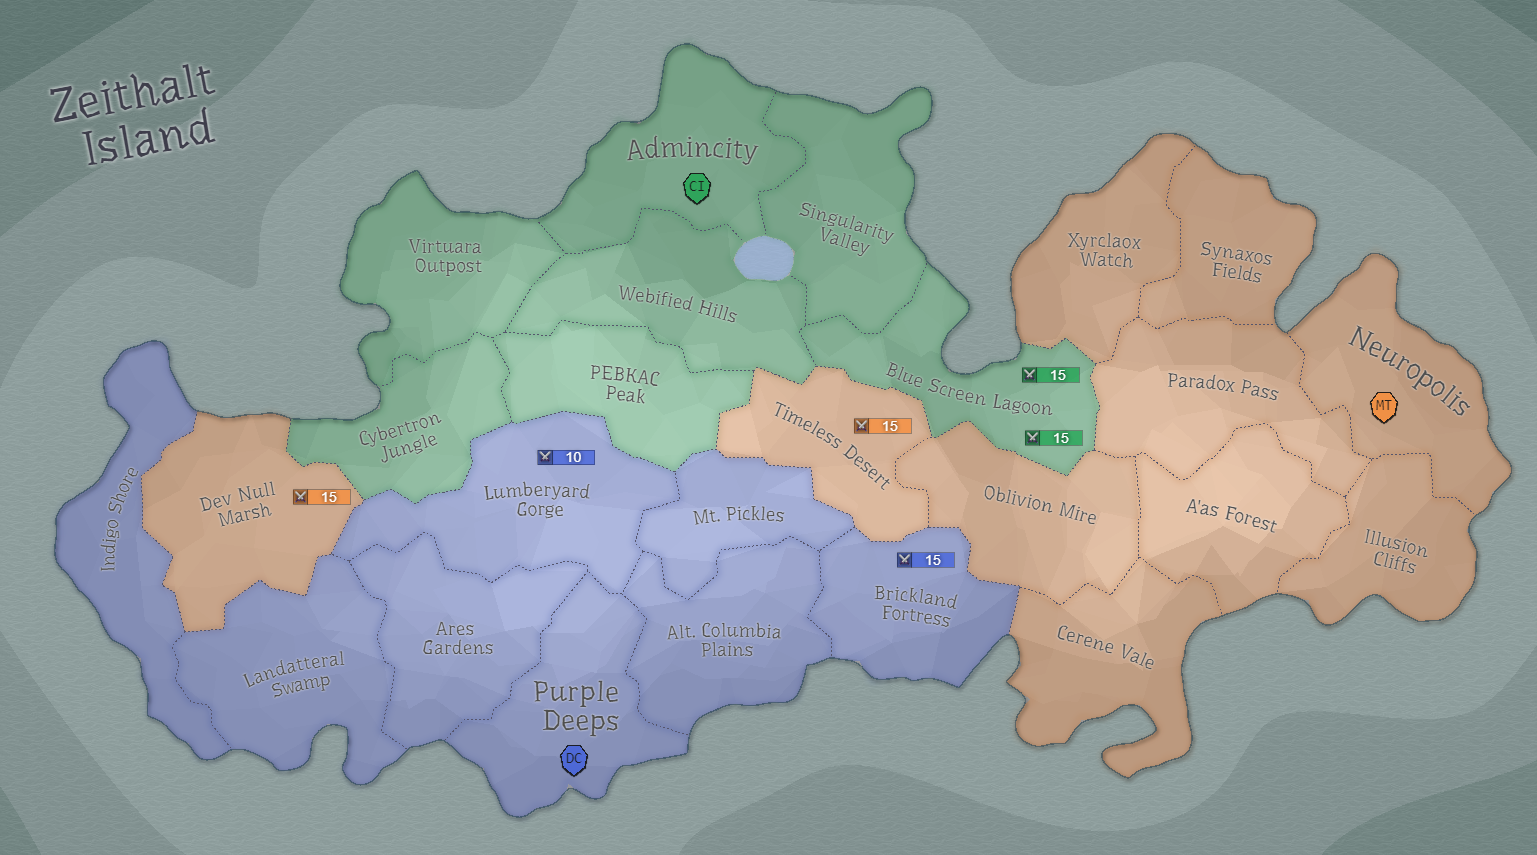 Zeithalt
Island
Admincity
CI
Singularity
Valley
Virtuara
Outpost
Webified Hills
Xyrclaox
Watch
Synaxos
Fields
Neuropolis
MT
PEBKAC
Peak
Blue Screen Lagoon
15
15
Paradox Pass
Cybertron
Jungle
Timeless Desert
15
Indigo Shore
Dev Null
Marsh
15
10
Lumberyard
Gorge
Mt. Pickles
Oblivion Mire
A'as Forest
Illusion
Cliffs
15
Brickland
Fortress
Ares
Gardens
Alt. Columbia
Plains
Cerene Vale
Landatteral
Swamp
Purple
Deeps
DC